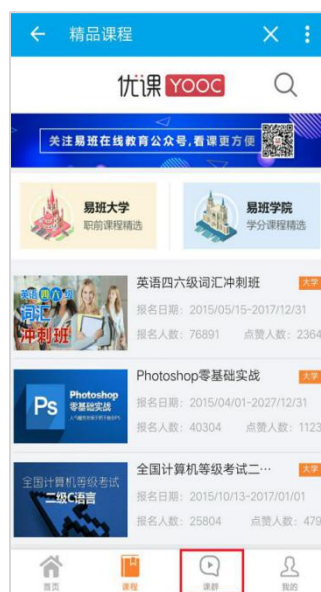 精品课程
优课 YOOC
关注易班在线教育公众号,看课更方便
易班大学
职前课程精选
易班学院
学分课程精选
英语四六级词汇冲刺班 大学
报名日期: 2015/05/15-2017/12/31
报名人数: 76891 点赞人数: 2364
英语四六级
词汇
冲刺班
Photoshop零基础实战 大学
报名日期: 2015/04/01-2027/12/31
报名人数: 40304 点赞人数: 1123
Ps Photoshop
零基础实战
全国计算机等级考试二… 大学
报名日期: 2015/10/13-2017/01/01
报名人数: 25804 点赞人数: 479
全国计算机等级考试
二级C语言
首页 课程 课群 我的